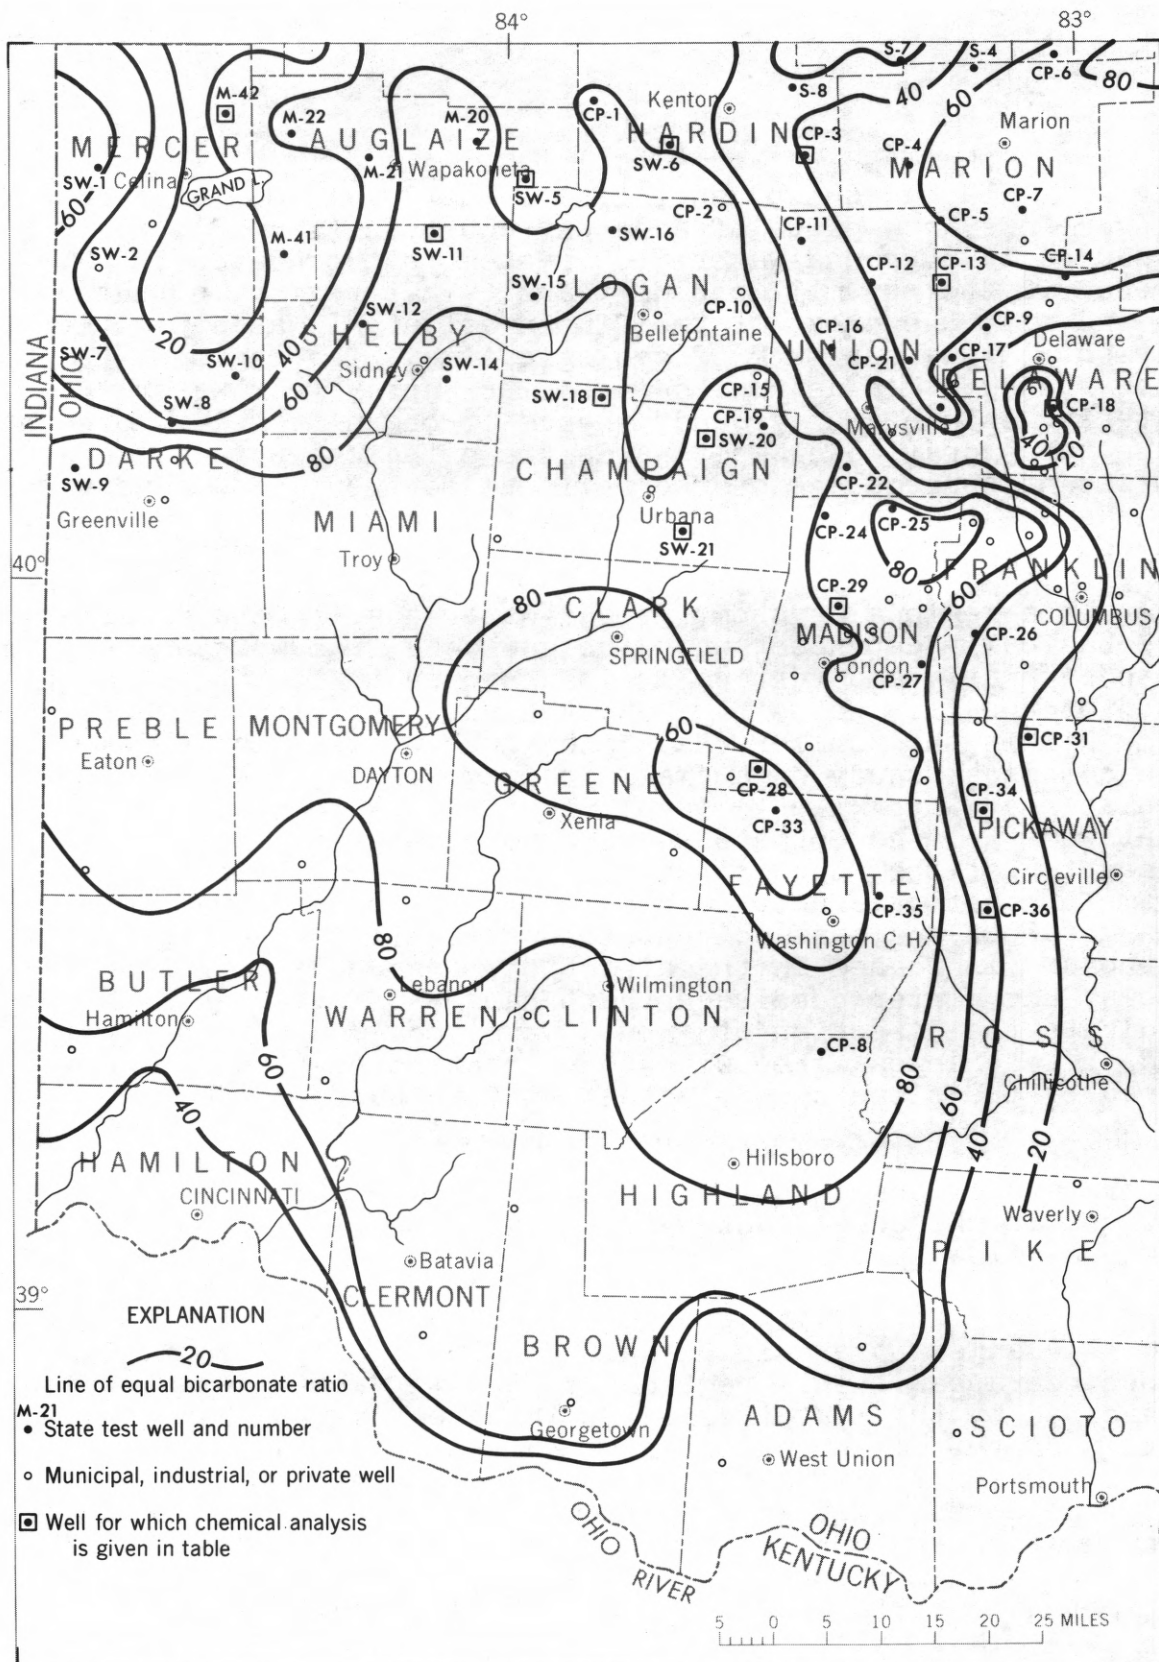 84°
83°
S-7
S-4
CP-6
80
M-42
S-8
40
60
CP-1
Kenton
M-22
M-20
HARDIN
CP-3
Marion
MERCER
AUGLAIZE
CP-4
MARION
SW-1
Celina
GRAND L.
M-21
Wapakoneta
SW-5
SW-6
60
CP-7
CP-2
CP-5
SW-2
M-41
SW-11
SW-16
CP-11
CP-14
CP-12
CP-13
SW-15
LOGAN
CP-10
SW-12
SHELBY
Bellefontaine
CP-16
CP-9
20
40
UNION
CP-17
Delaware
INDIANA
OHIO
SW-7
SW-10
Sidney
SW-14
CP-21
DELAWARE
60
SW-18
CP-15
CP-18
SW-8
CP-19
SW-20
Marysville
40
20
80
DARKE
CHAMPAIGN
SW-9
CP-22
Greenville
MIAMI
Urbana
CP-24
CP-25
SW-21
Troy
40°
80
FRANKLIN
80
CLARK
CP-29
60
COLUMBUS
MADISON
CP-26
SPRINGFIELD
London
CP-27
PREBLE
MONTGOMERY
60
CP-31
Eaton
DAYTON
GREENE
CP-28
CP-34
Xenia
CP-33
PICKAWAY
FAYETTE
Circleville
CP-35
CP-36
Washington C H
80
BUTLER
Lebanon
Wilmington
Hamilton
WARREN
CLINTON
ROSS
60
CP-8
80
Chillicothe
40
60
40
20
HAMILTON
Hillsboro
CINCINNATI
HIGHLAND
Waverly
PIKE
Batavia
39°
CLERMONT
EXPLANATION
BROWN
20
Line of equal bicarbonate ratio
M-21
State test well and number
Georgetown
ADAMS
SCIOTO
Municipal, industrial, or private well
West Union
Portsmouth
Well for which chemical analysis
is given in table
OHIO
RIVER
OHIO
KENTUCKY
5 0 5 10 15 20 25 MILES